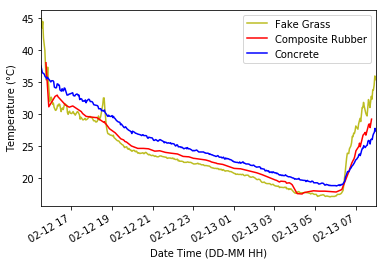 Fake Grass
Composite Rubber
Concrete
Temperature (°C)
45
40
35
30
25
20
02-12 17
02-12 19
02-12 21
02-12 23
02-13 01
02-13 03
02-13 05
02-13 07
Date Time (DD-MM HH)